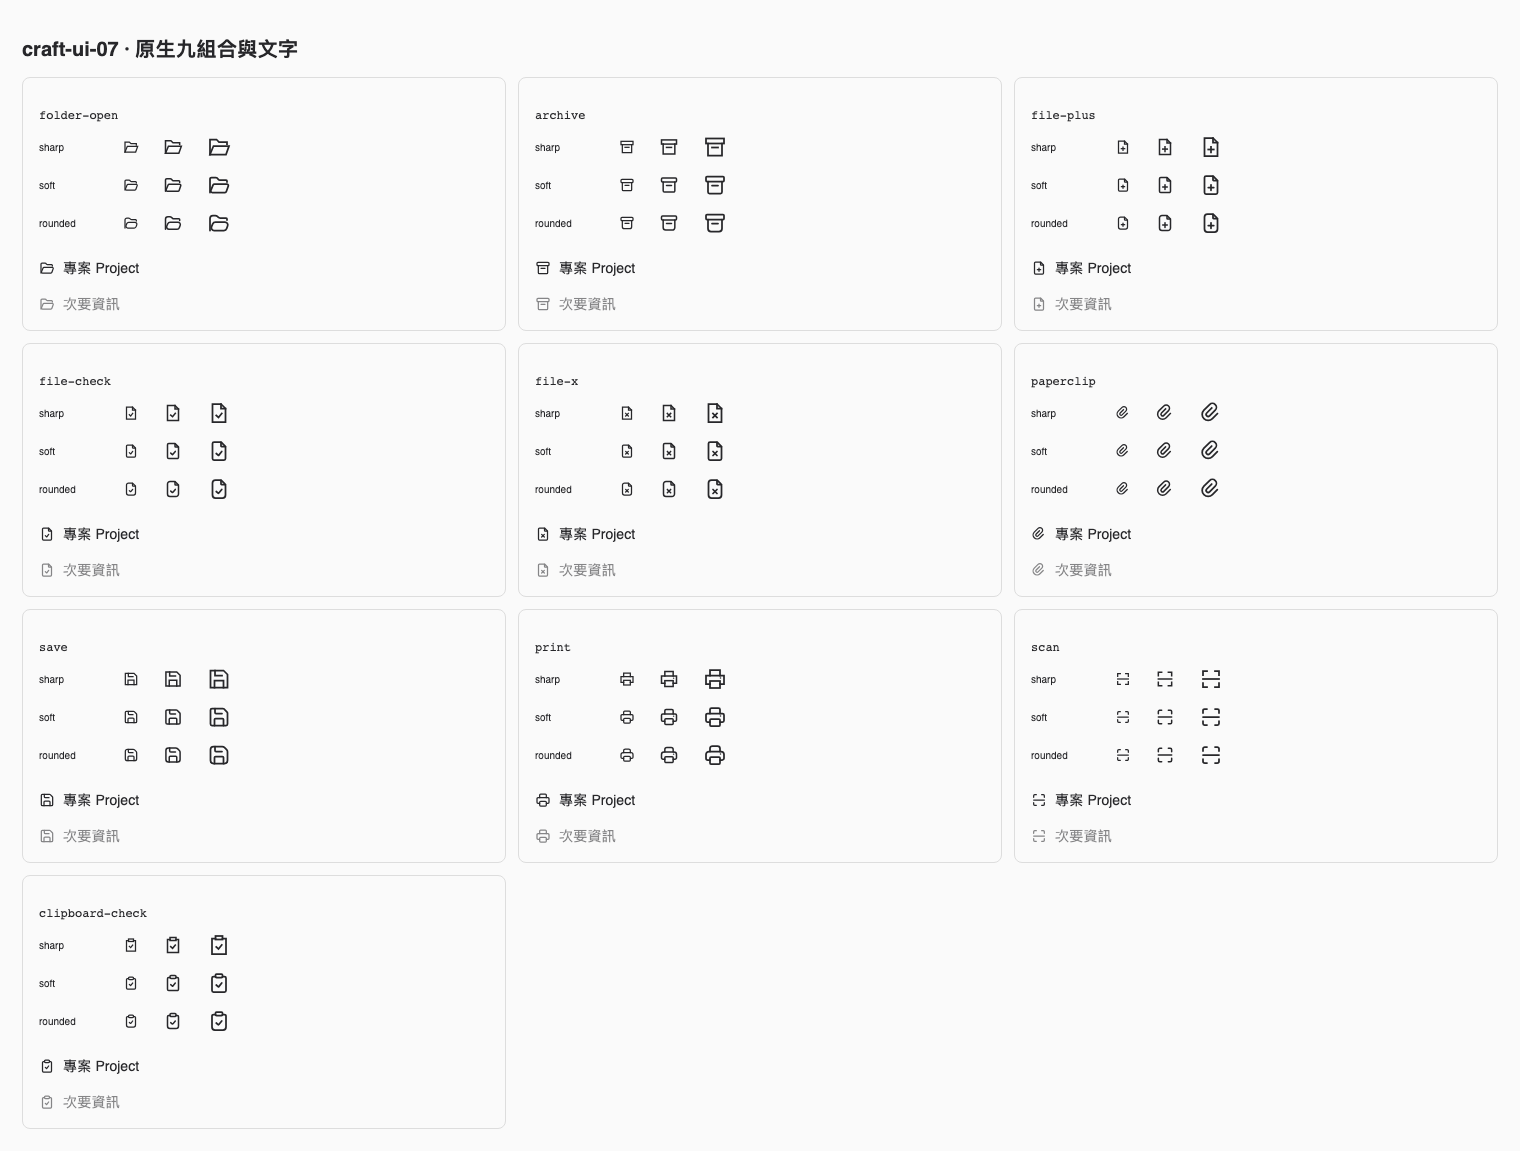 craft-ui-07 · 原生九組合與文字
folder-open
sharp
soft
rounded
專案 Project
次要資訊
archive
sharp
soft
rounded
專案 Project
次要資訊
file-plus
sharp
soft
rounded
專案 Project
次要資訊
file-check
sharp
soft
rounded
專案 Project
次要資訊
file-x
sharp
soft
rounded
專案 Project
次要資訊
paperclip
sharp
soft
rounded
專案 Project
次要資訊
save
sharp
soft
rounded
專案 Project
次要資訊
print
sharp
soft
rounded
專案 Project
次要資訊
scan
sharp
soft
rounded
專案 Project
次要資訊
clipboard-check
sharp
soft
rounded
專案 Project
次要資訊